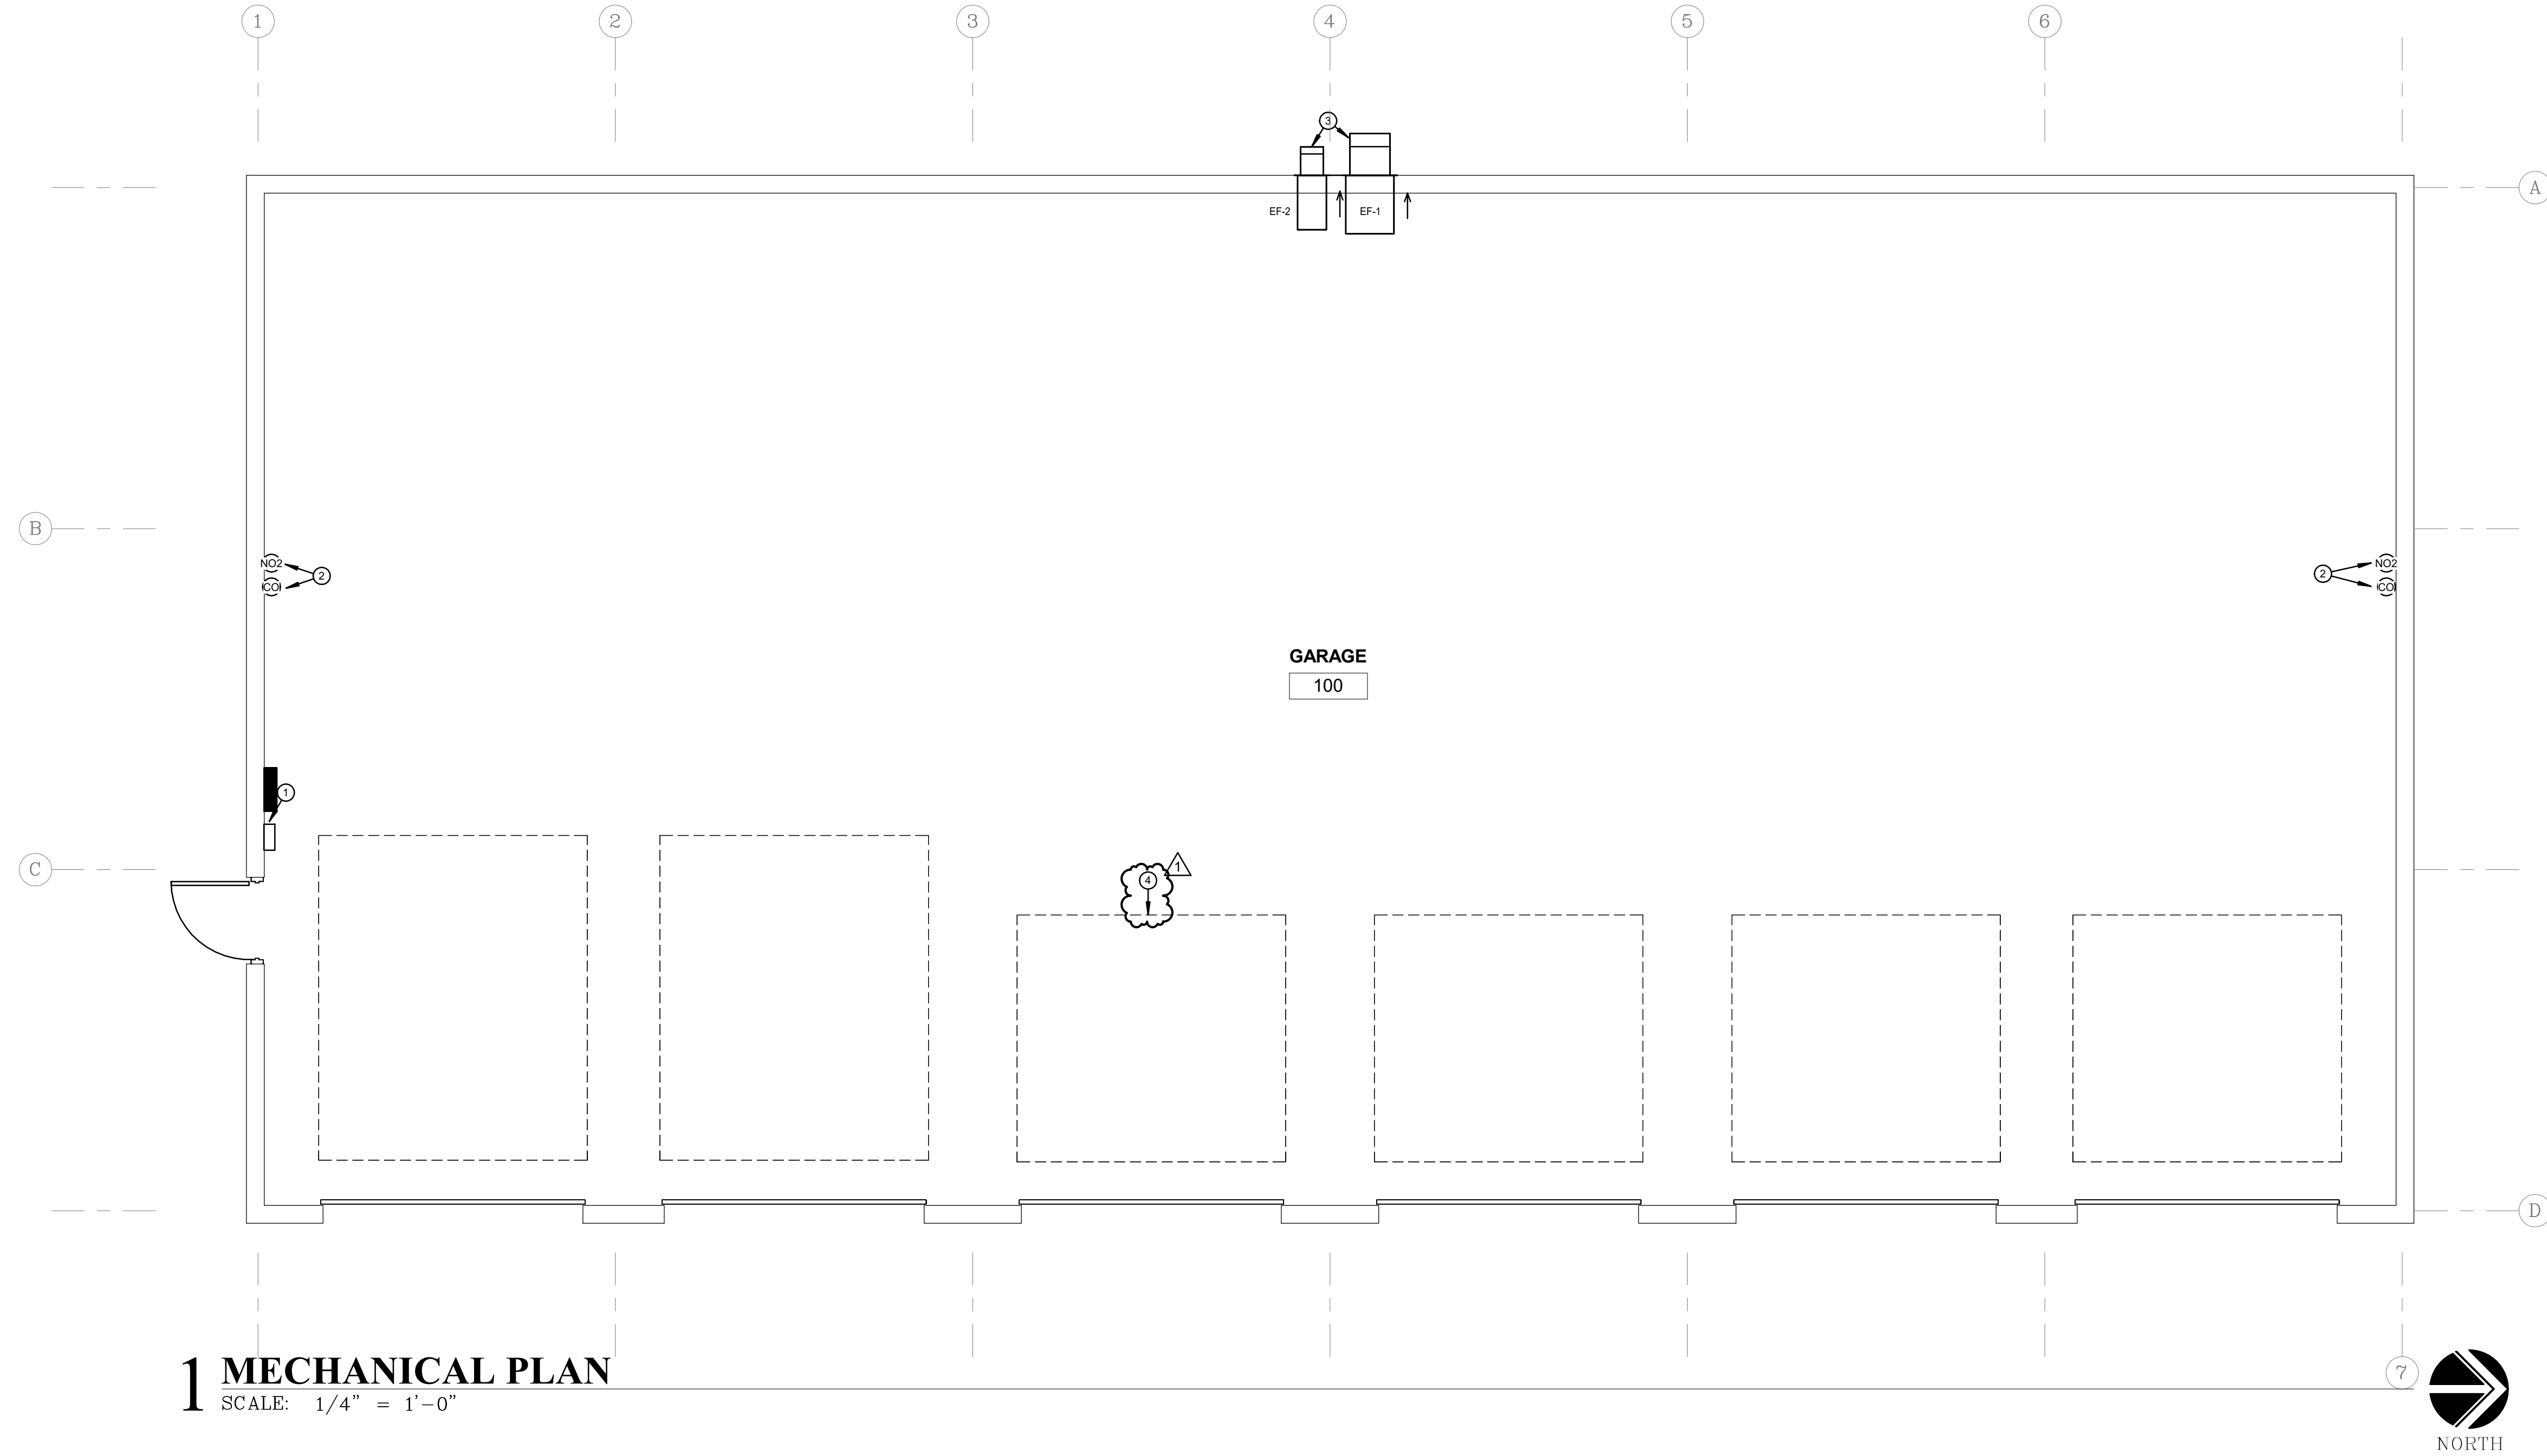 1 2 3 4 5 6
3
A
EF-2 EF-1
B
NO2 NO2
2 2
CO CO
GARAGE
100
1
C
4 1
D
1 MECHANICAL PLAN
7
SCALE: 1/4" = 1'-0"
NORTH